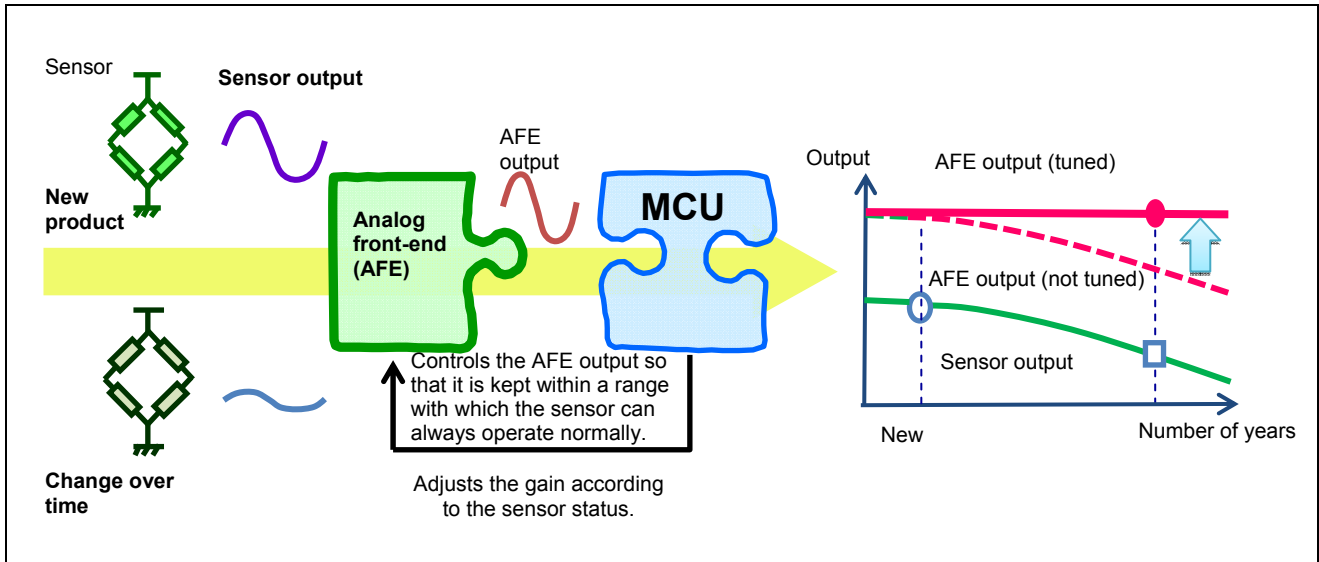 Sensor
Sensor output
New
product
Analog
front-end
(AFE)
AFE
output
MCU
Controls the AFE output so
that it is kept within a range
with which the sensor can
always operate normally.
Adjusts the gain according
to the sensor status.
Change over
time
Output
AFE output (tuned)
AFE output (not tuned)
Sensor output
New
Number of years